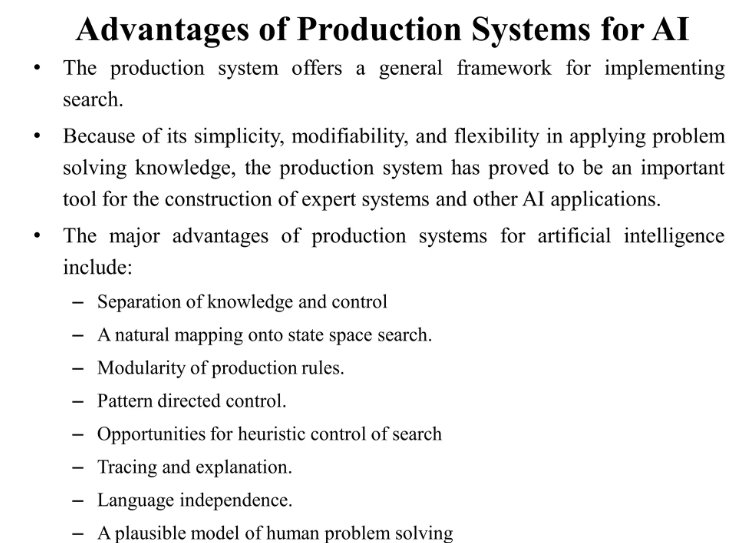 Advantages of Production Systems for AI
• The production system offers a general framework for implementing
search.
• Because of its simplicity, modifiability, and flexibility in applying problem
solving knowledge, the production system has proved to be an important
tool for the construction of expert systems and other AI applications.
• The major advantages of production systems for artificial intelligence
include:
– Separation of knowledge and control
– A natural mapping onto state space search.
– Modularity of production rules.
– Pattern directed control.
– Opportunities for heuristic control of search
– Tracing and explanation.
– Language independence.
– A plausible model of human problem solving